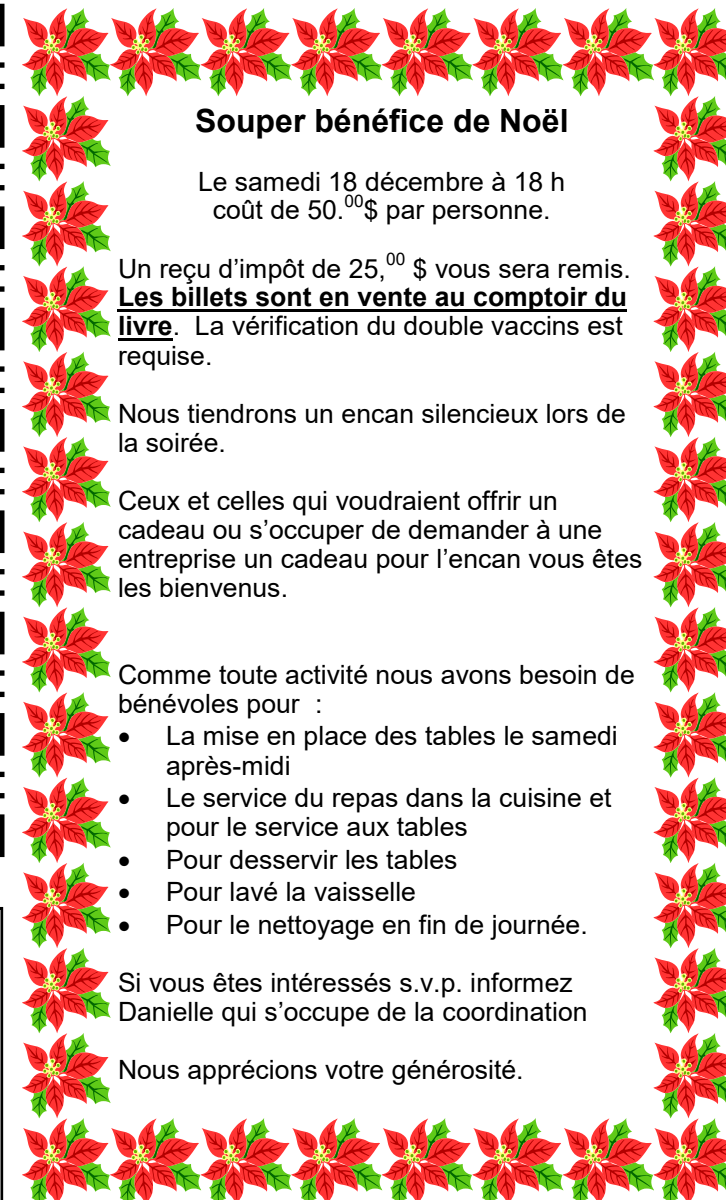 Souper bénéfice de Noël
Le samedi 18 décembre à 18 h
coût de 50.00$ par personne.
Un reçu d'impôt de 25,00 $ vous sera remis.
Les billets sont en vente au comptoir du
livre. La vérification du double vaccins est
requise.
Nous tiendrons un encan silencieux lors de
la soirée.
Ceux et celles qui voudraient offrir un
cadeau ou s'occuper de demander à une
entreprise un cadeau pour l'encan vous êtes
les bienvenus.
Comme toute activité nous avons besoin de
bénévoles pour :
• La mise en place des tables le samedi
après-midi
• Le service du repas dans la cuisine et
pour le service aux tables
• Pour desservir les tables
• Pour lavé la vaisselle
• Pour le nettoyage en fin de journée.
Si vous êtes intéressés s.v.p. informez
Danielle qui s'occupe de la coordination
Nous apprécions votre générosité.